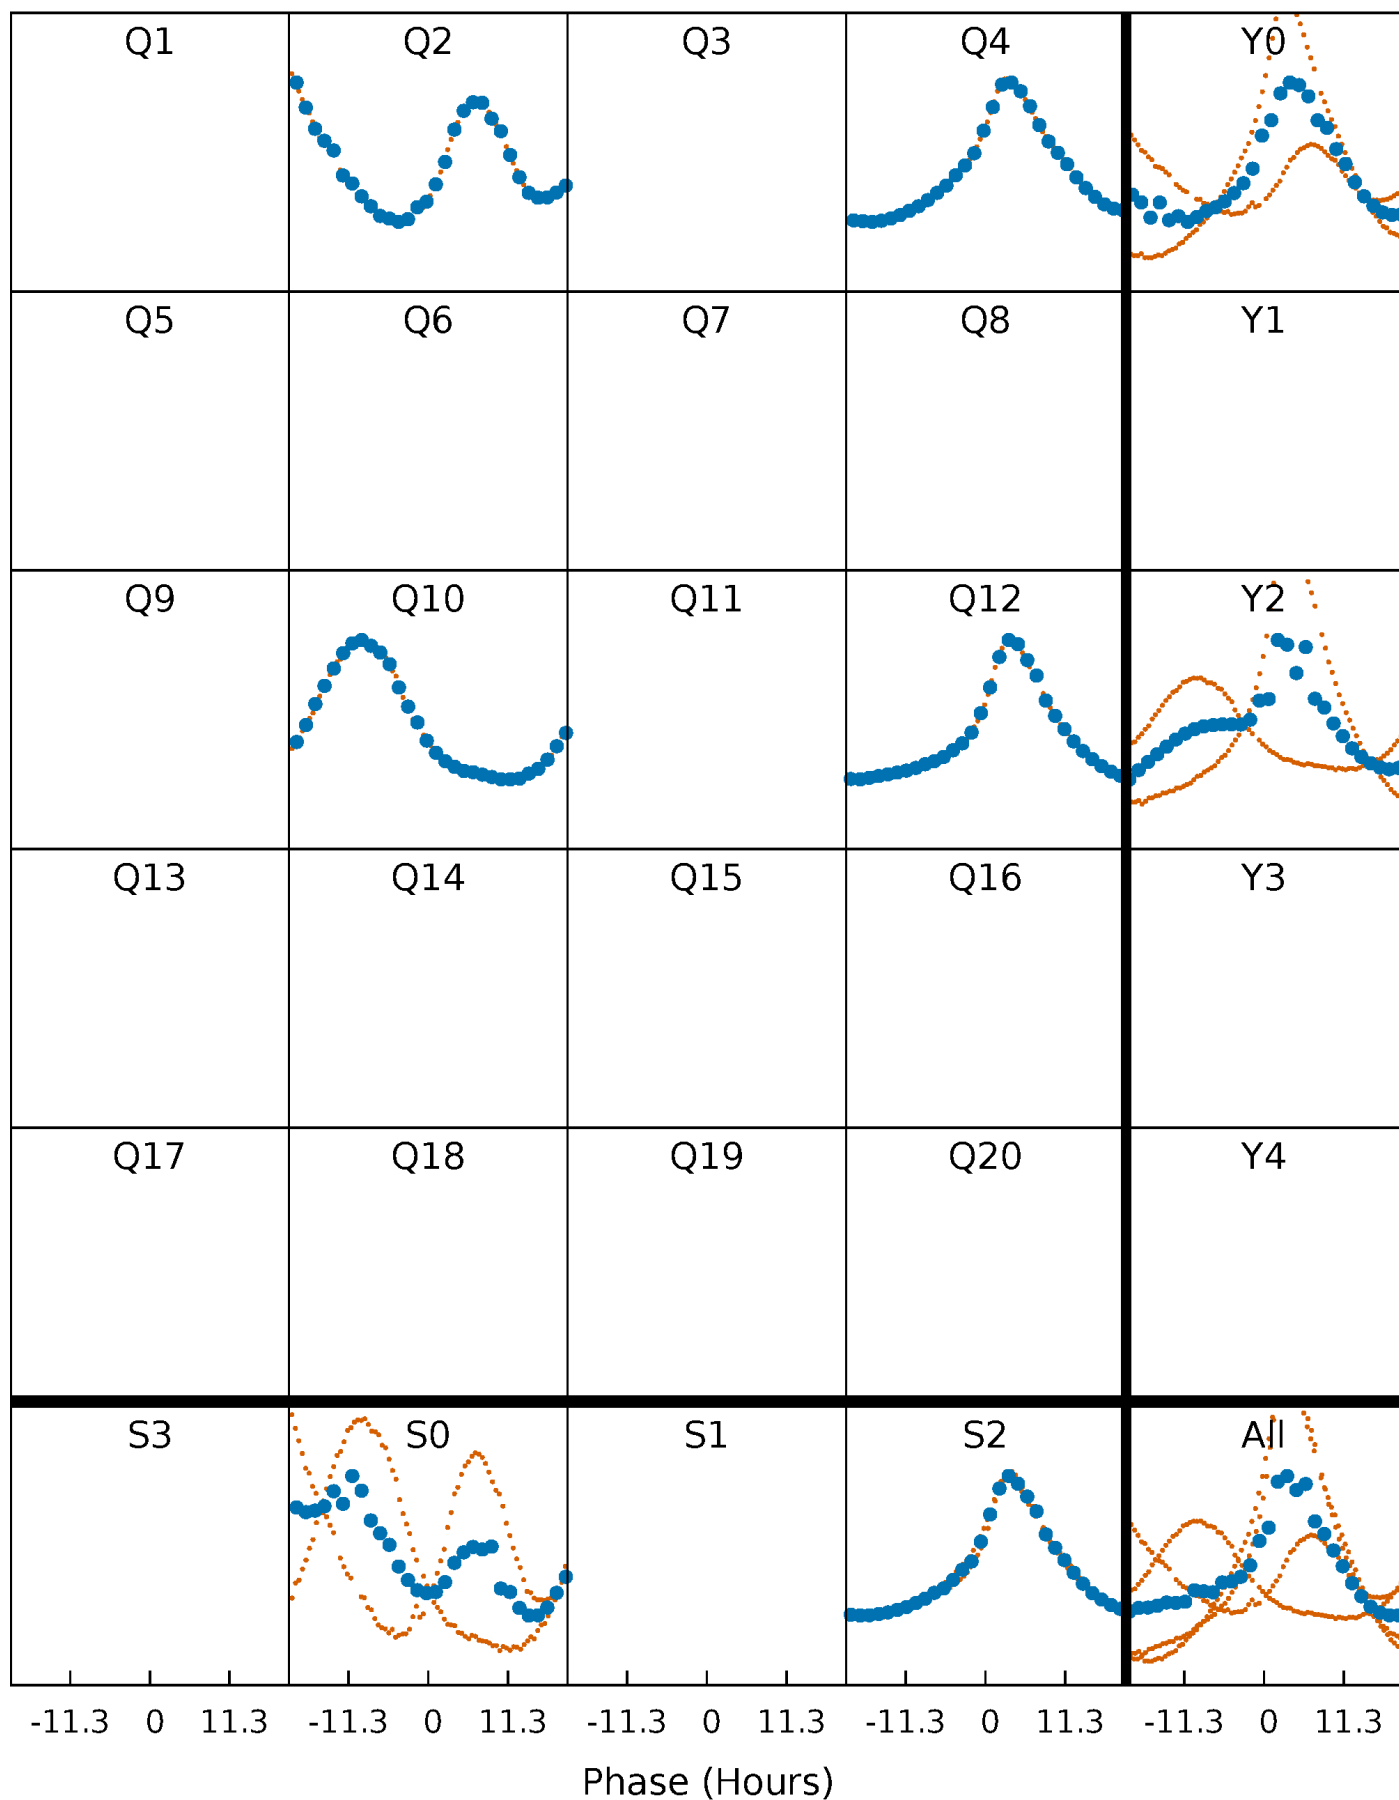 Q1 Q2 Q3 Q4 Y0
Q5 Q6 Q7 Q8 Y1
Q9 Q10 Q11 Q12 Y2
Q13 Q14 Q15 Q16 Y3
Q17 Q18 Q19 Q20 Y4
S3 S0 S1 S2 All
-11.3 0 11.3 -11.3 0 11.3 -11.3 0 11.3 -11.3 0 11.3 -11.3 0 11.3
Phase (Hours)